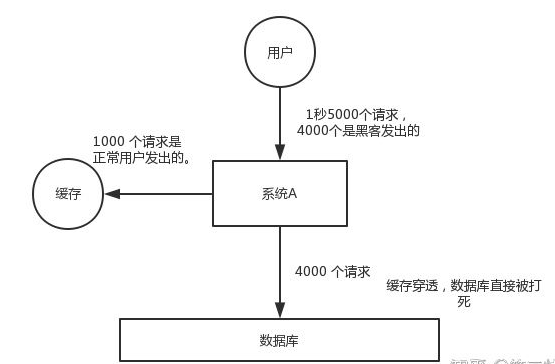 用户
1秒5000个请求，
4000个是黑客发出的
1000 个请求是
正常用户发出的。
缓存
系统A
4000 个请求
缓存穿透，数据库直接被打
死
数据库